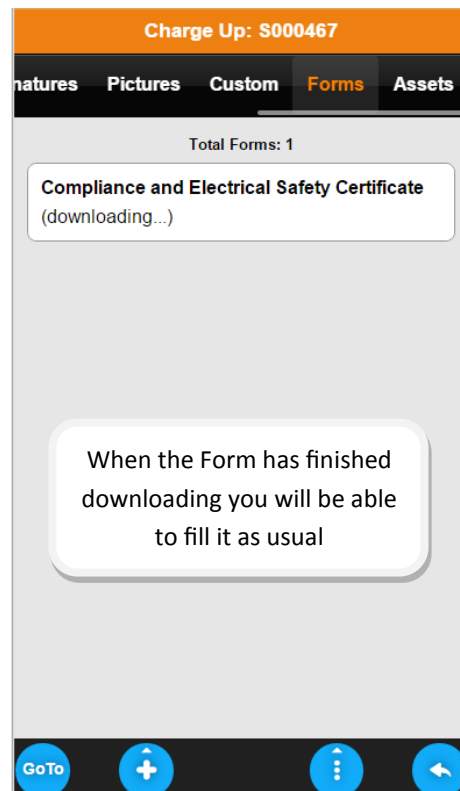 Charge Up: S000467
natures Pictures Custom Forms Assets
Total Forms: 1
Compliance and Electrical Safety Certificate
(downloading...)
When the Form has finished
downloading you will be able
to fill it as usual
GoTo